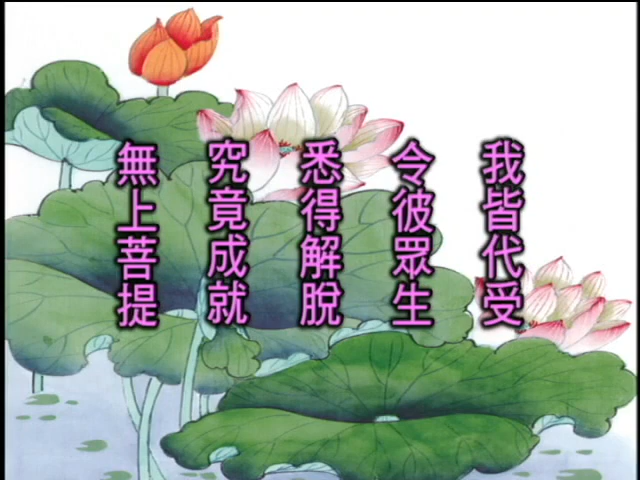 我皆代受
令彼眾生
悉得解脫
究竟成就
無上菩提